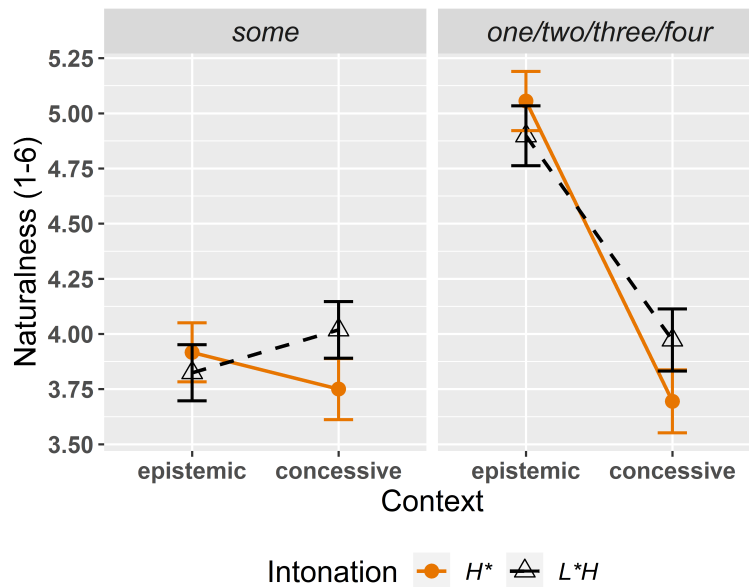 some one/two/three/four
5.25
5.00
4.75
4.50
4.25
4.00
3.75
3.50
Naturalness (1-6)
epistemic concessive epistemic concessive
Context
Intonation H* L*H